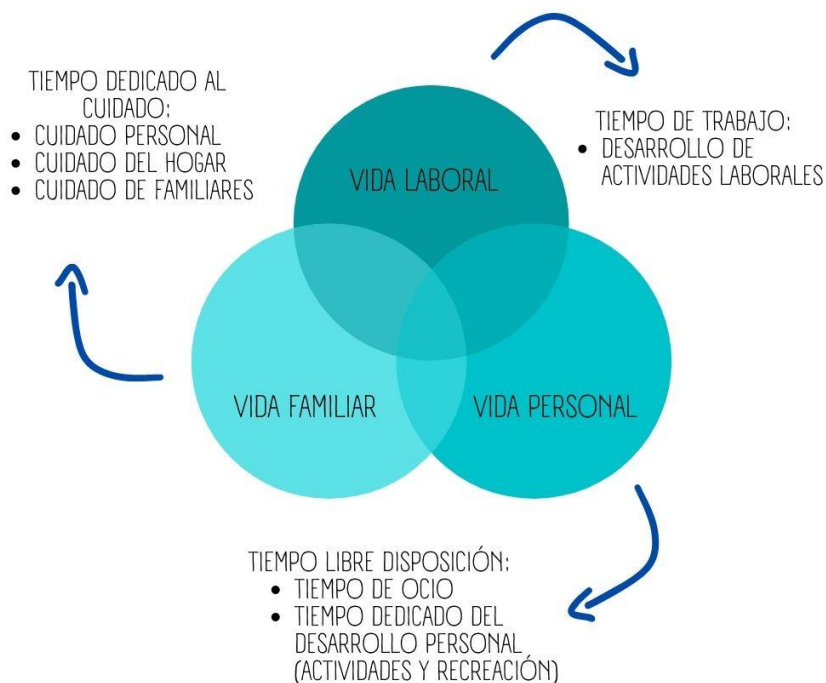 TIEMPO DEDICADO AL
CUIDADO:
• CUIDADO PERSONAL
• CUIDADO DEL HOGAR
• CUIDADO DE FAMILIARES
TIEMPO DE TRABAJO:
• DESARROLLO DE
ACTIVIDADES LABORALES
VIDA LABORAL
VIDA FAMILIAR
VIDA PERSONAL
TIEMPO LIBRE DISPOSICIÓN:
• TIEMPO DE OCIO
• TIEMPO DEDICADO DEL
DESARROLLO PERSONAL
(ACTIVIDADES Y RECREACIÓN)